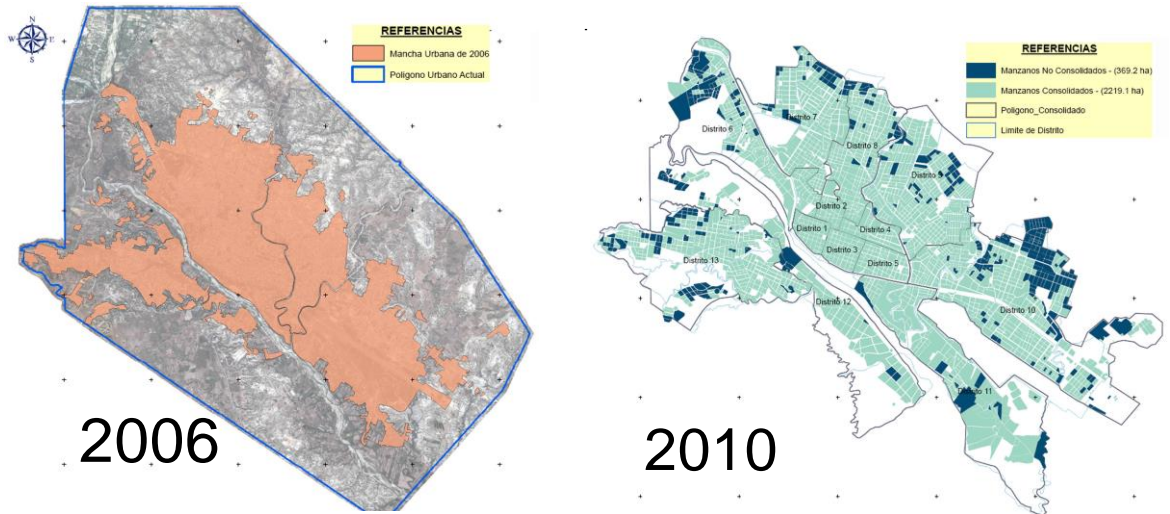 N
W E
S
REFERENCIAS
Mancha Urbana de 2006
Poligono Urbano Actual
2006
REFERENCIAS
Manzanos No Consolidados - (369.2 ha)
Manzanos Consolidados - (2219.1 ha)
Poligono_Consolidado
Limite de Distrito
Distrito 7
Distrito 6
Distrito 8
Distrito 9
Distrito 2
Distrito 1
Distrito 4
Distrito 3
Distrito 5
Distrito 13
Distrito 12
Distrito 10
Distrito 11
2010